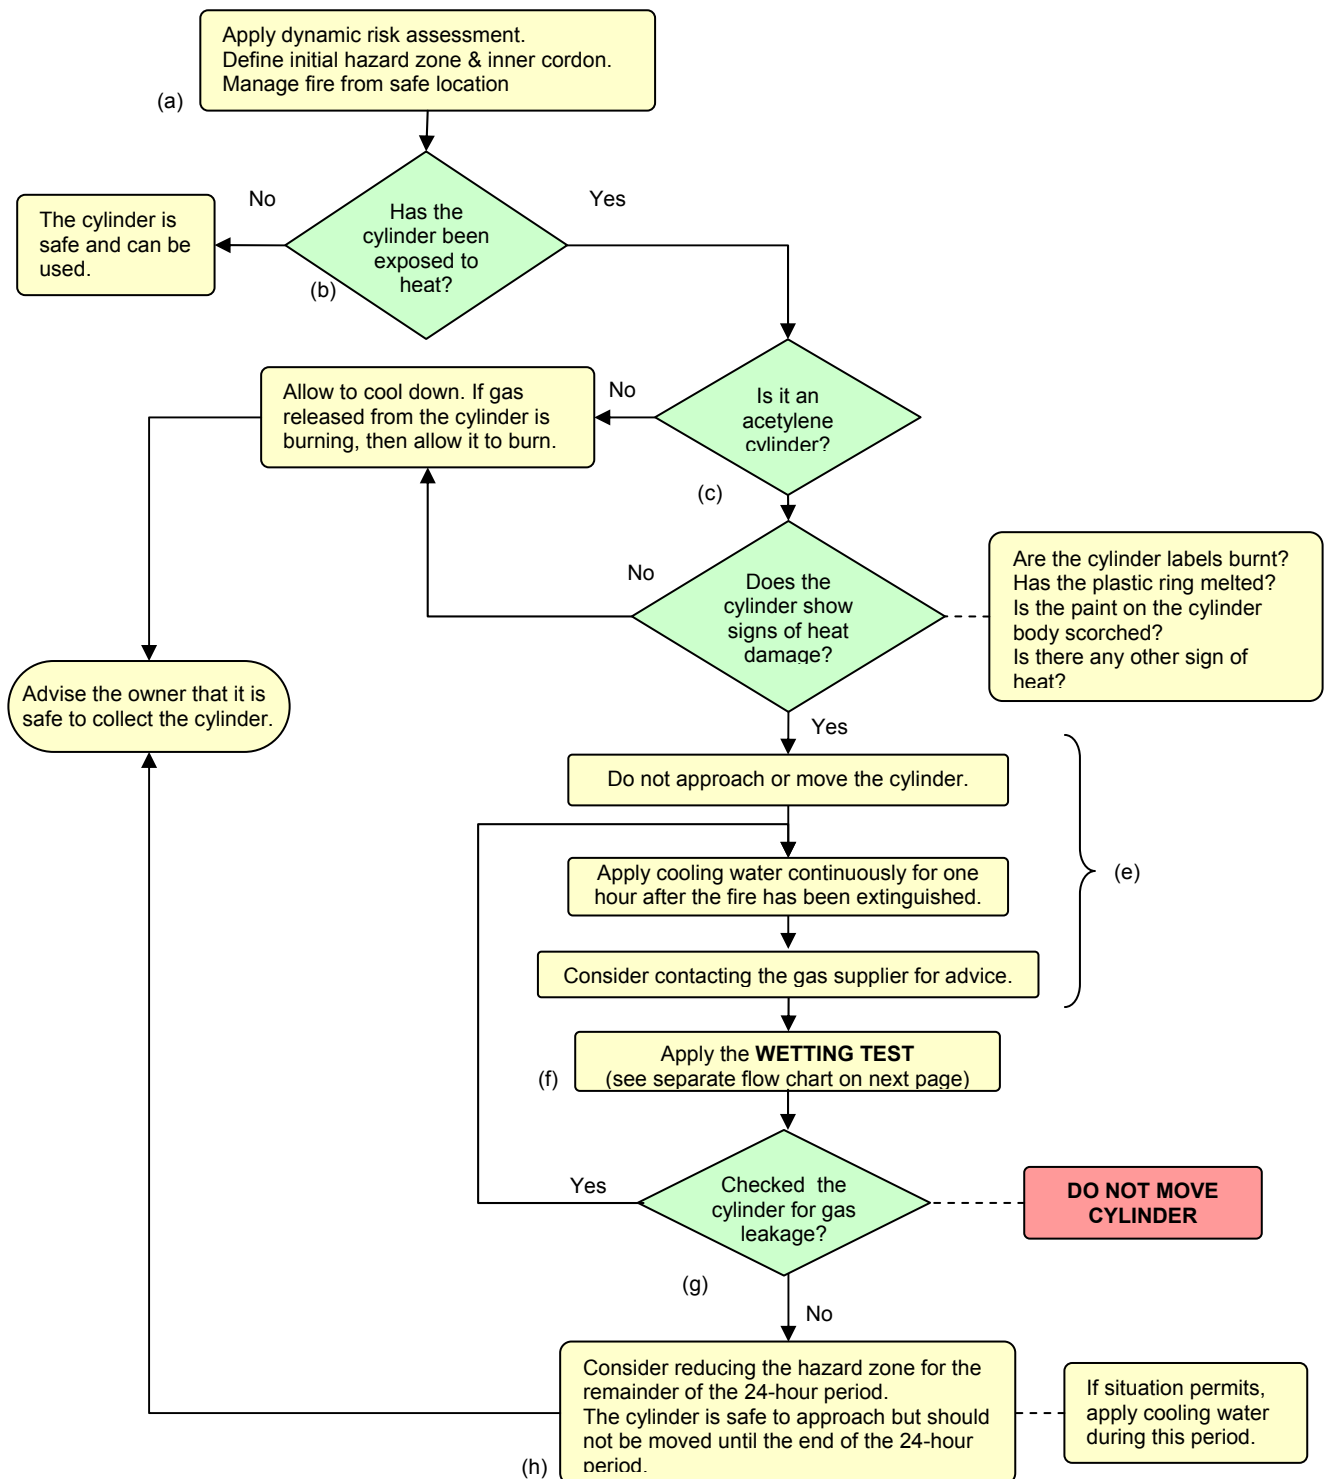 Apply dynamic risk assessment.
Define initial hazard zone & inner cordon.
Manage fire from safe location
(a)
No
Yes
The cylinder is
safe and can be
used.
Has the
cylinder been
exposed to
heat?
(b)
Allow to cool down. If gas
released from the cylinder is
burning, then allow it to burn.
No
Is it an
acetylene
cylinder?
(c)
No
Does the
cylinder show
signs of heat
damage?
Are the cylinder labels burnt?
Has the plastic ring melted?
Is the paint on the cylinder
body scorched?
Is there any other sign of
heat?
Advise the owner that it is
safe to collect the cylinder.
Yes
Do not approach or move the cylinder.
Apply cooling water continuously for one
hour after the fire has been extinguished.
(e)
Consider contacting the gas supplier for advice.
Apply the WETTING TEST
(see separate flow chart on next page)
(f)
Yes
Checked the
cylinder for gas
leakage?
DO NOT MOVE
CYLINDER
(g)
No
Consider reducing the hazard zone for the
remainder of the 24-hour period.
The cylinder is safe to approach but should
not be moved until the end of the 24-hour
period.
(h)
If situation permits,
apply cooling water
during this period.